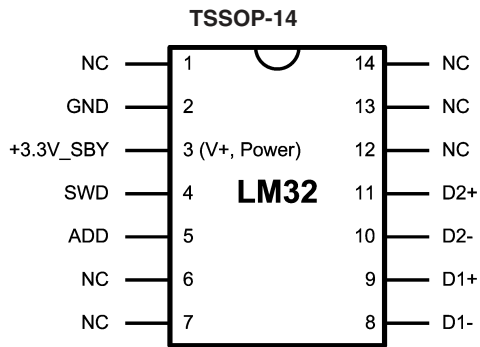 TSSOP-14
NC 1 14 NC
GND 2 13 NC
+3.3V_SBY 3 (V+, Power) 12 NC
LM32
SWD 4 11 D2+
ADD 5 10 D2-
NC 6 9 D1+
NC 7 8 D1-